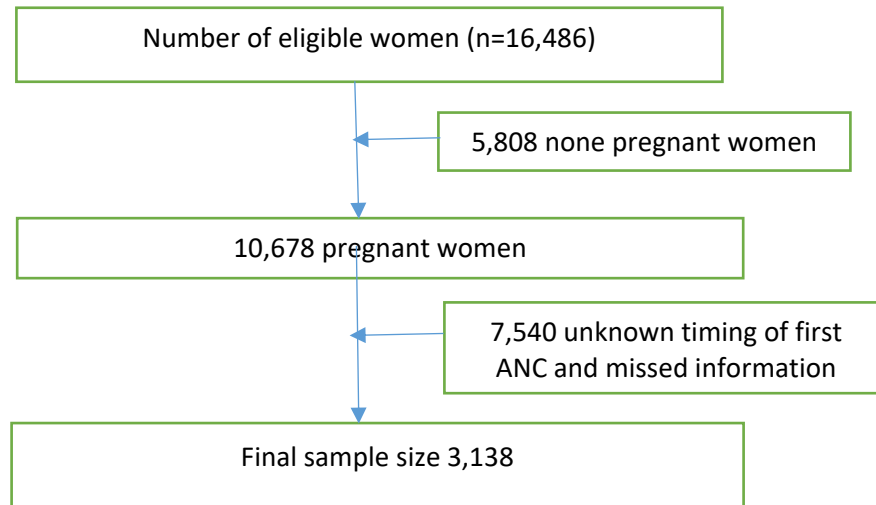 Number of eligible women (n=16,486)
5,808 none pregnant women
10,678 pregnant women
7,540 unknown timing of first
ANC and missed information
Final sample size 3,138